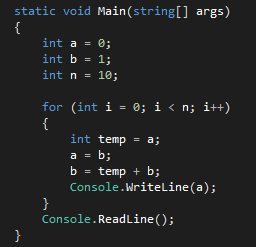 static void Main(string[] args)
{
    int a = 0;
    int b = 1;
    int n = 10;

    for (int i = 0; i < n; i++)
    {
        int temp = a;
        a = b;
        b = temp + b;
        Console.WriteLine(a);
    }
    Console.ReadLine();
}